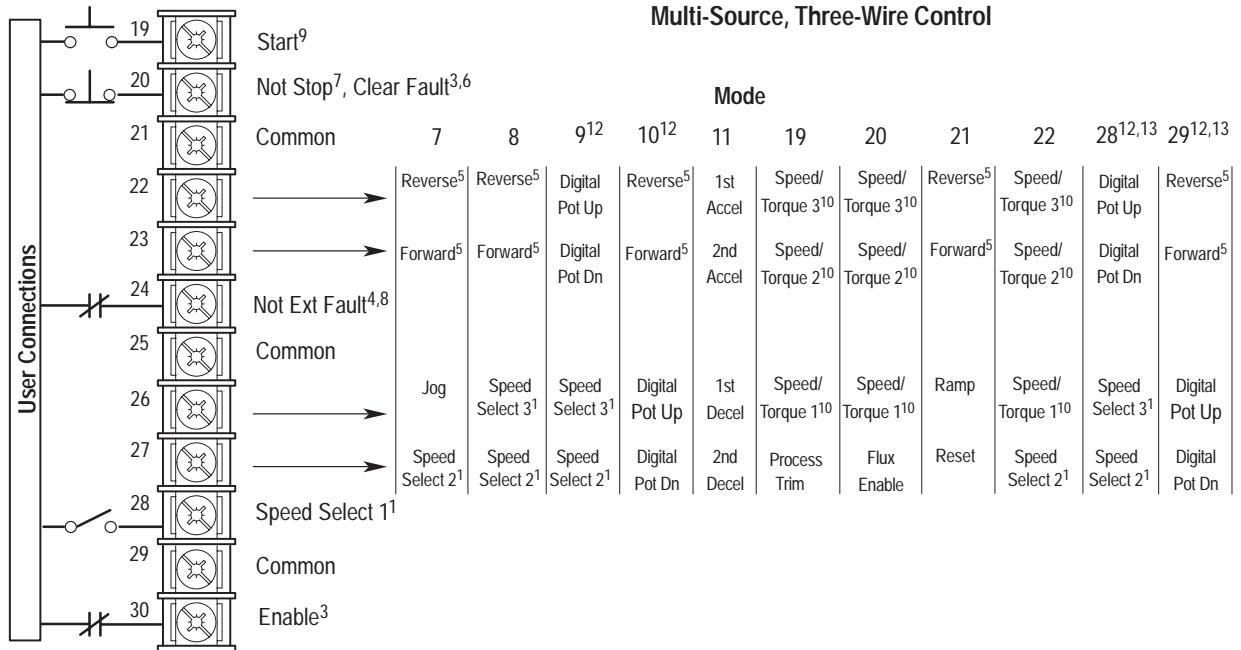 Multi-Source, Three-Wire Control
User Connections
19 Start9
20 Not Stop7, Clear Fault3,6
Mode
21 Common 7 8 912 1012 11 19 20 21 22 2812,13 2912,13
22 Reverse5 Reverse5 Digital Reverse5 1st Speed/ Speed/ Reverse5 Speed/ Digital Reverse5
Pot Up Accel Torque 310 Torque 310 Torque 310 Pot Up
23 Forward5 Forward5 Digital Forward5 2nd Speed/ Speed/ Forward5 Speed/ Digital Forward5
Pot Dn Accel Torque 210 Torque 210 Torque 210 Pot Dn
24 Not Ext Fault4,8
25 Common
26 Jog Speed Speed Digital 1st Speed/ Speed/ Ramp Speed/ Speed Digital
Select 31 Select 31 Pot Up Decel Torque 110 Torque 110 Torque 110 Select 31 Pot Up
27 Speed Speed Speed Digital 2nd Process Flux Reset Speed Speed Digital
Select 21 Select 21 Select 21 Pot Dn Decel Trim Enable Select 21 Select 21 Pot Dn
28 Speed Select 11
29 Common
30 Enable3